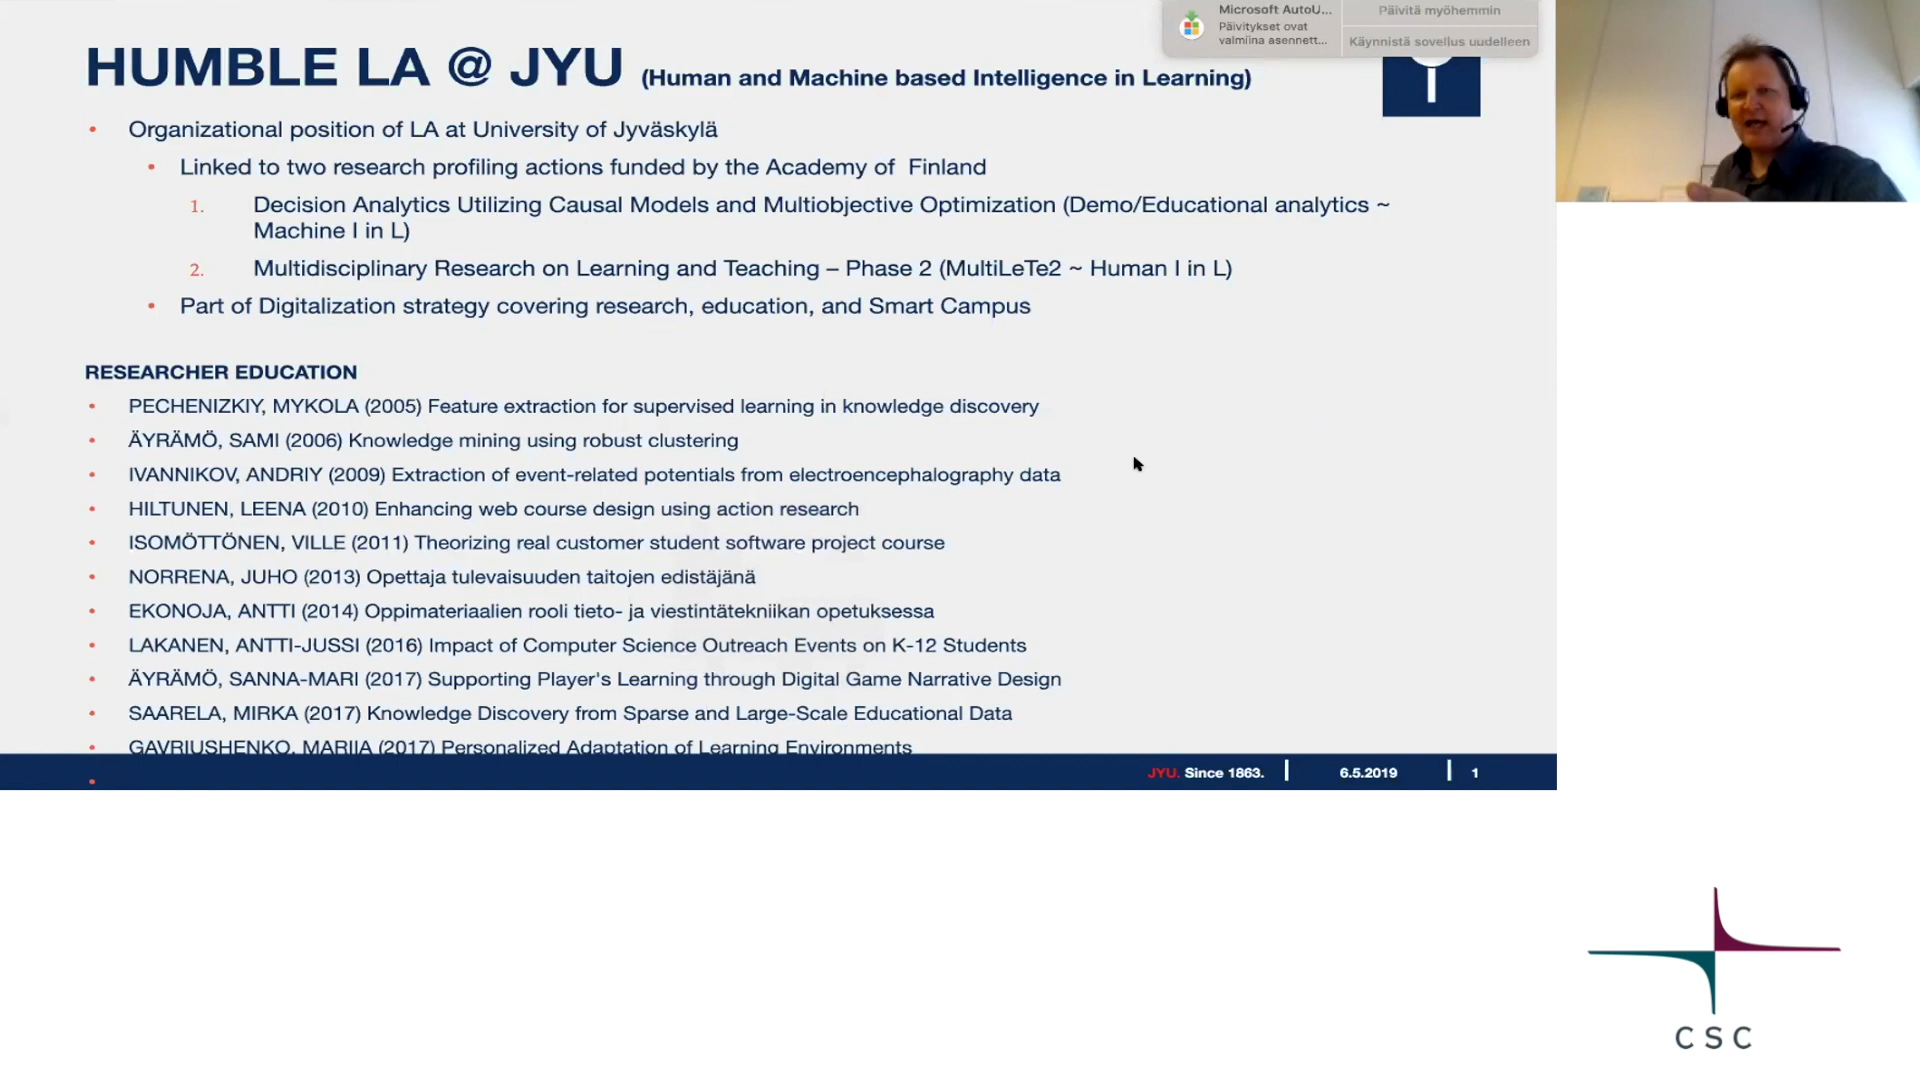 HUMBLE LA @ JYU (Human and Machine based Intelligence in Learning)
Microsoft AutoU...
Päivitykset ovat
valmiina asennett...
Päivitä myöhemmin
Käynnistä sovellus uudelleen
• Organizational position of LA at University of Jyväskylä
• Linked to two research profiling actions funded by the Academy of Finland
1. Decision Analytics Utilizing Causal Models and Multiobjective Optimization (Demo/Educational analytics ~
Machine I in L)
2. Multidisciplinary Research on Learning and Teaching – Phase 2 (MultiLeTe2 ~ Human I in L)
• Part of Digitalization strategy covering research, education, and Smart Campus
RESEARCHER EDUCATION
• PECHENIZKIY, MYKOLA (2005) Feature extraction for supervised learning in knowledge discovery
• ÄYRÄMÖ, SAMI (2006) Knowledge mining using robust clustering
• IVANNIKOV, ANDRIY (2009) Extraction of event-related potentials from electroencephalography data
• HILTUNEN, LEENA (2010) Enhancing web course design using action research
• ISOMÖTTÖNEN, VILLE (2011) Theorizing real customer student software project course
• NORRENA, JUHO (2013) Opettaja tulevaisuuden taitojen edistäjänä
• EKONOJA, ANTTI (2014) Oppimateriaalien rooli tieto- ja viestintätekniikan opetuksessa
• LAKANEN, ANTTI-JUSSI (2016) Impact of Computer Science Outreach Events on K-12 Students
• ÄYRÄMÖ, SANNA-MARI (2017) Supporting Player's Learning through Digital Game Narrative Design
• SAARELA, MIRKA (2017) Knowledge Discovery from Sparse and Large-Scale Educational Data
• GAVRIUSHENKO, MARIIA (2017) Personalized Adaptation of Learning Environments
JYU. Since 1863. 6.5.2019 1
CSC